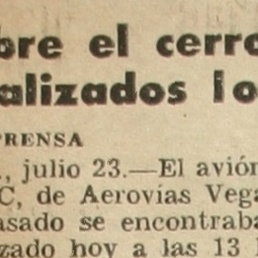 bre el cerro
alizados lo
PRENSA
., julio 23.—El avión
C, de Aerovías Vega
asado se encontraba
zado hoy a las 13 h